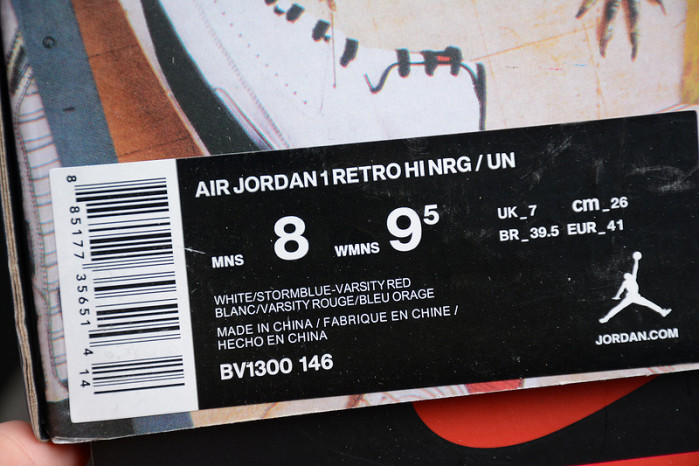 AIR JORDAN 1 RETRO HI NRG / UN
MNS 8 WMNS 9⁵
UK_7 cm_26
BR_39.5 EUR_41
WHITE/STORMBLUE-VARSITY RED
BLANC/VARSITY ROUGE/BLEU ORAGE
MADE IN CHINA / FABRIQUE EN CHINE /
HECHO EN CHINA
BV1300 146
JORDAN.COM
8 85177 35651 4 14